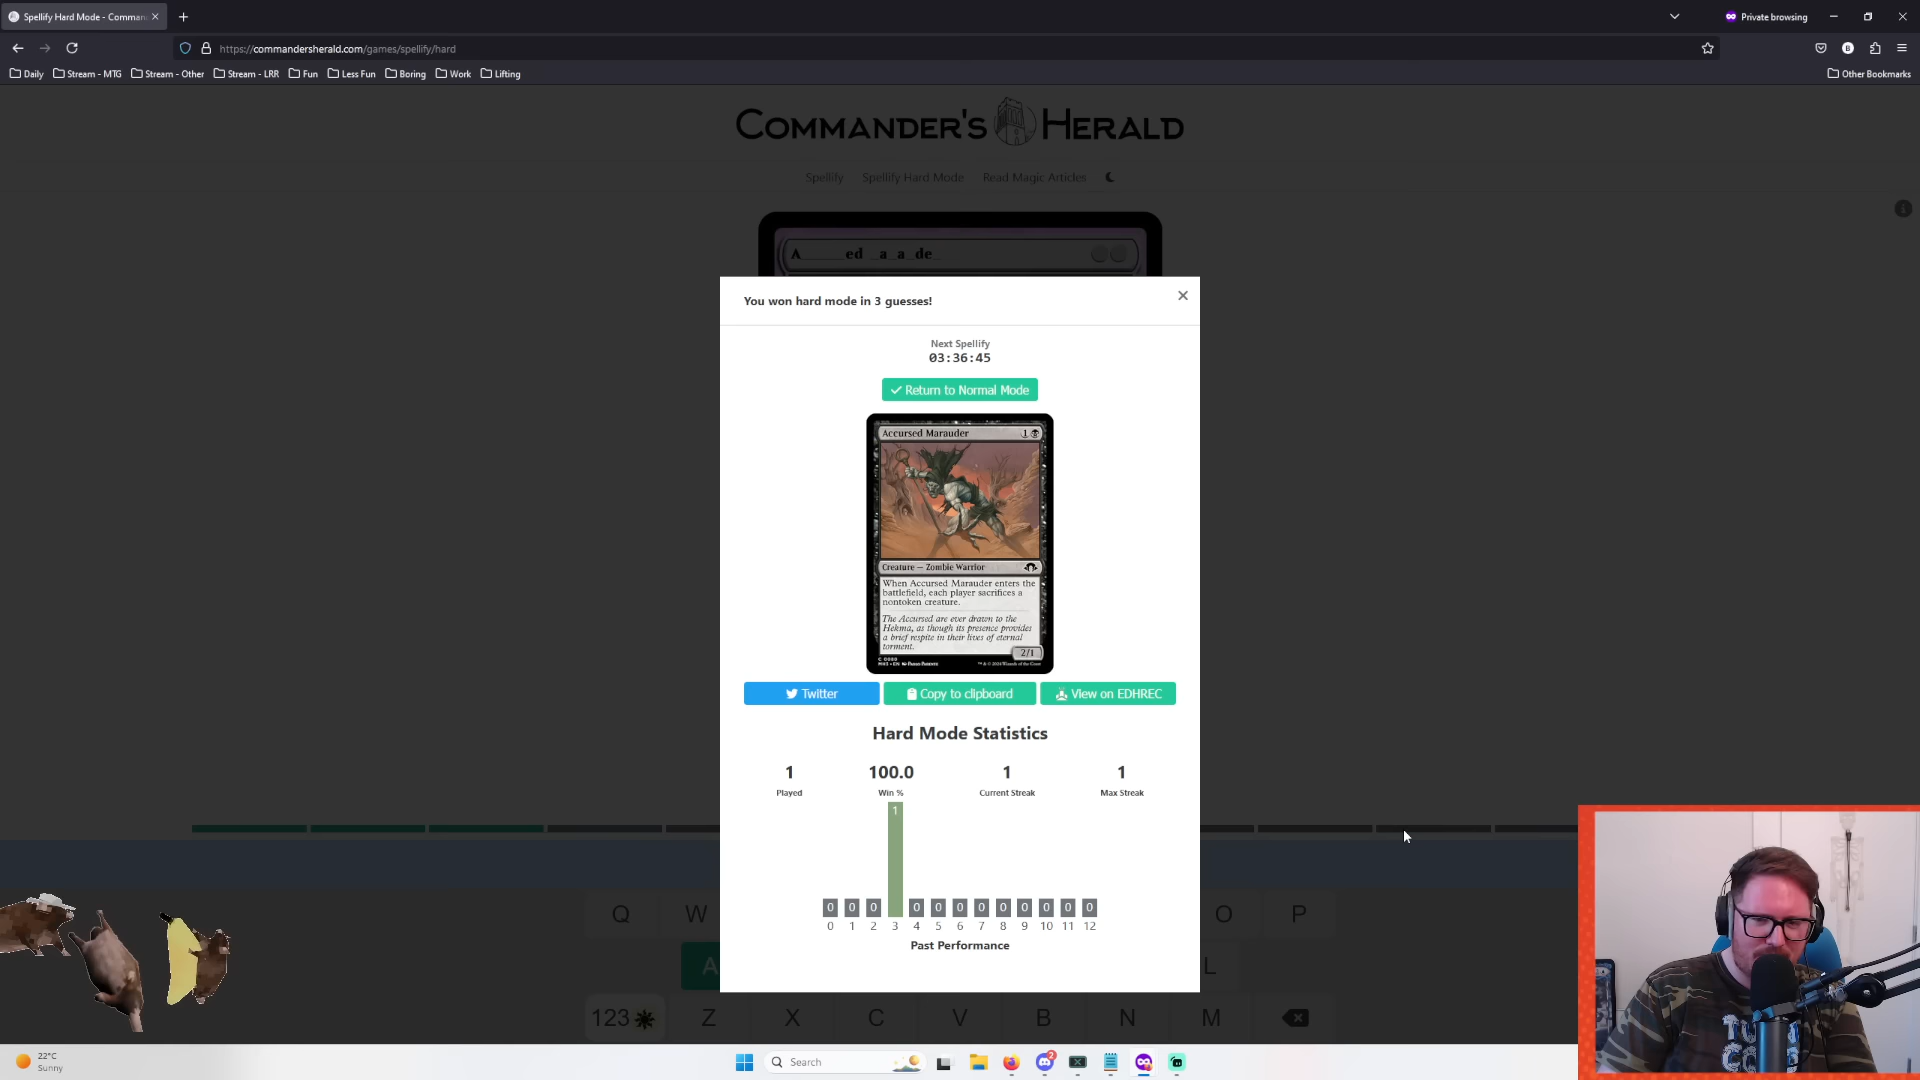 Spellify Hard Mode - Comman
Private browsing
https://commandersherald.com/games/spellify/hard
Daily
Stream - MTG
Stream - Other
Stream - LRR
Fun
Less Fun
Boring
Work
Lifting
Other Bookmarks
COMMANDER'S HERALD
Spellify
Spellify Hard Mode
Read Magic Articles
A_____ed _a_a_de_
You won hard mode in 3 guesses!
Next Spellify
03:36:45
Return to Normal Mode
Accursed Marauder
1
Creature — Zombie Warrior
When Accursed Marauder enters the
battlefield, each player sacrifices a
nontoken creature.
The Accursed are ever drawn to the
Hekma, as though its presence provides
a brief respite in their lives of eternal
torment.
2/1
Twitter
Copy to clipboard
View on EDHREC
Hard Mode Statistics
1
100.0
1
1
Played
Win %
Current Streak
Max Streak
1
0 0 0 0 0 0 0 0 0 0 0 0
0 1 2 3 4 5 6 7 8 9 10 11 12
Past Performance
Q W O P
A L
123 Z X C V B N M
22°C
Sunny
Search
2